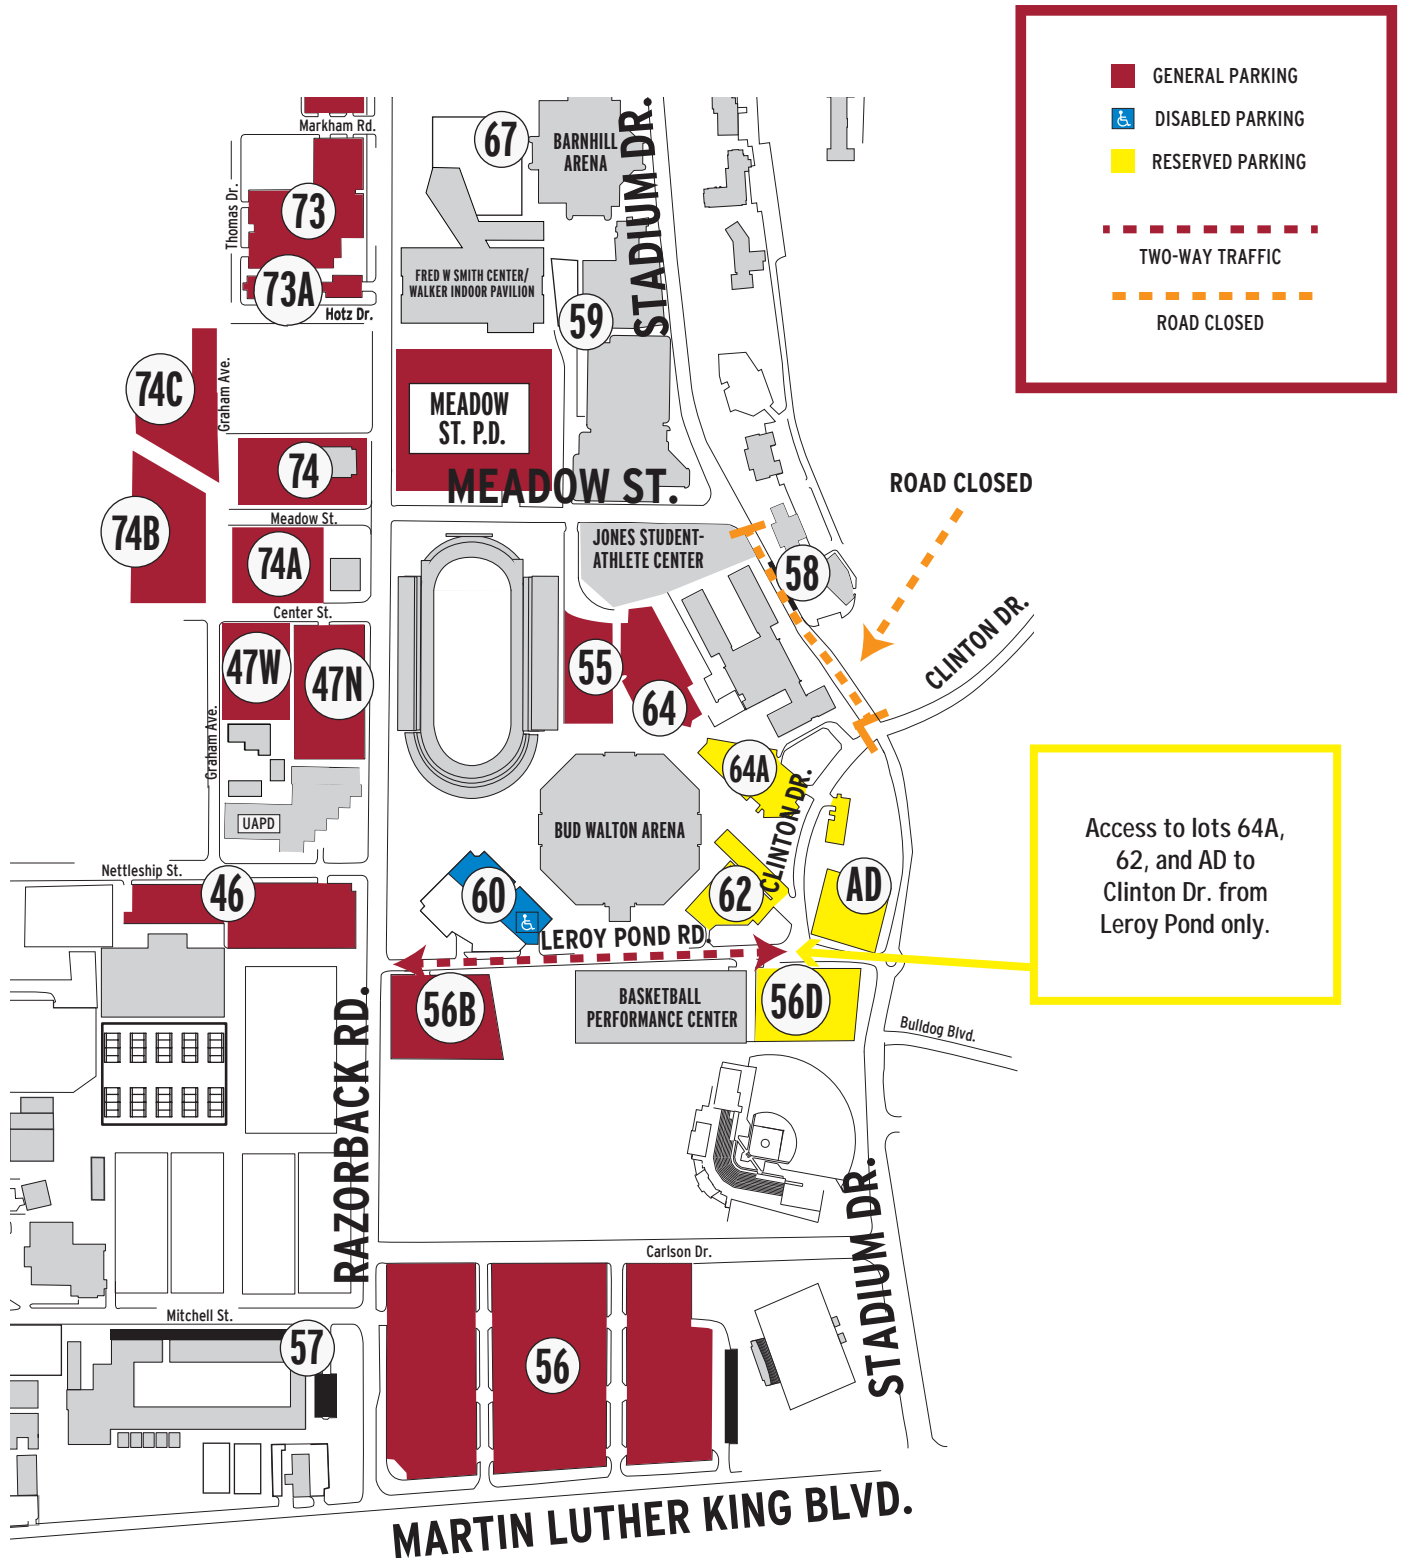 GENERAL PARKING
DISABLED PARKING
RESERVED PARKING
TWO-WAY TRAFFIC
ROAD CLOSED
Markham Rd.
67
BARNHILL
ARENA
STADIUM DR.
Thomas Dr.
73
73A
Hotz Dr.
FRED W SMITH CENTER/
WALKER INDOOR PAVILION
59
74C
Graham Ave.
MEADOW
ST. P.D.
74
MEADOW ST.
ROAD CLOSED
74B
Meadow St.
74A
JONES STUDENT-
ATHLETE CENTER
58
Center St.
CLINTON DR.
47W
47N
55
64
Graham Ave.
64A
CLINTON DR.
UAPD
BUD WALTON ARENA
Access to lots 64A,
62, and AD to
Clinton Dr. from
Leroy Pond only.
Nettleship St.
46
60
62
AD
LEROY POND RD.
56B
BASKETBALL
PERFORMANCE CENTER
56D
Bulldog Blvd.
RAZORBACK RD.
STADIUM DR.
Carlson Dr.
Mitchell St.
57
56
MARTIN LUTHER KING BLVD.